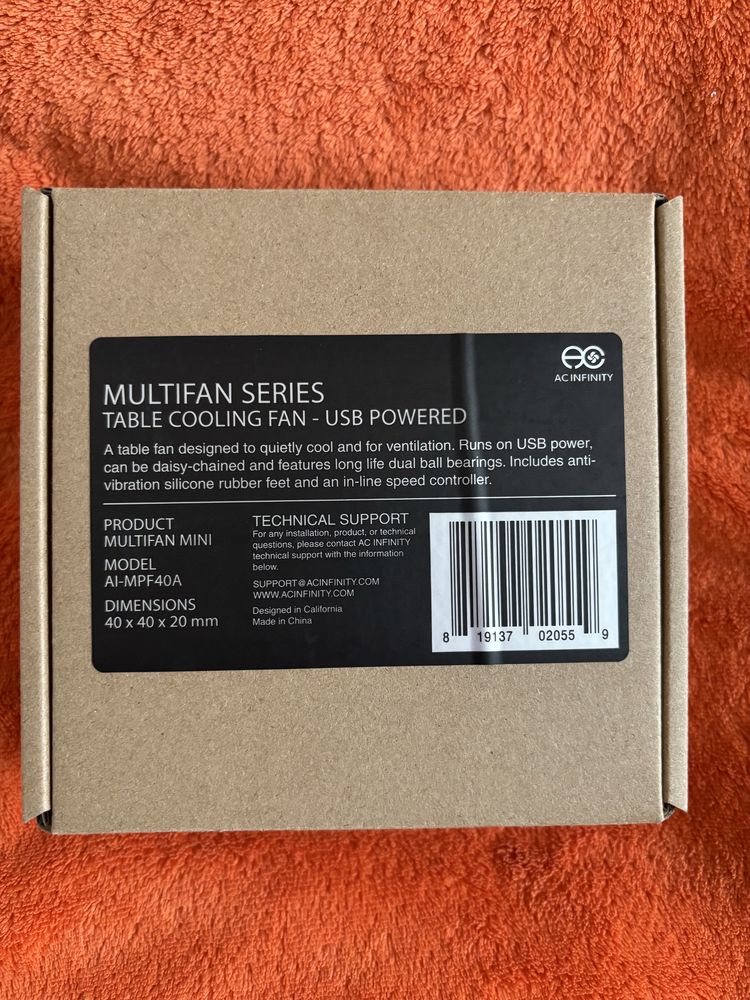 AC INFINITY
MULTIFAN SERIES
TABLE COOLING FAN - USB POWERED
A table fan designed to quietly cool and for ventilation. Runs on USB power,
can be daisy-chained and features long life dual ball bearings. Includes anti-
vibration silicone rubber feet and an in-line speed controller.
PRODUCT
MULTIFAN MINI
MODEL
AI-MPF40A
DIMENSIONS
40 x 40 x 20 mm
TECHNICAL SUPPORT
For any installation, product, or technical
questions, please contact AC INFINITY
technical support with the information
below.
SUPPORT@ACINFINITY.COM
WWW.ACINFINITY.COM
Designed in California
Made in China
8 19137 02055 9